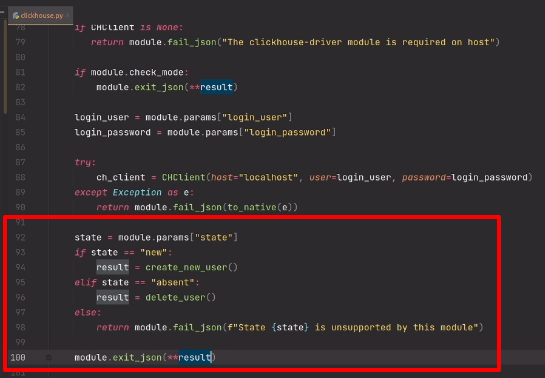 clickhouse.py
78 if CHClient is None:
79 return module.fail_json("The clickhouse-driver module is required on host")
80
81 if module.check_mode:
82 module.exit_json(**result)
83
84 login_user = module.params["login_user"]
85 login_password = module.params["login_password"]
86
87 try:
88 ch_client = CHClient(host="localhost", user=login_user, password=login_password)
89 except Exception as e:
90 return module.fail_json(to_native(e))
91
92 state = module.params["state"]
93 if state == "new":
94 result = create_new_user()
95 elif state == "absent":
96 result = delete_user()
97 else:
98 return module.fail_json(f"State {state} is unsupported by this module")
99
100 module.exit_json(**result)
101